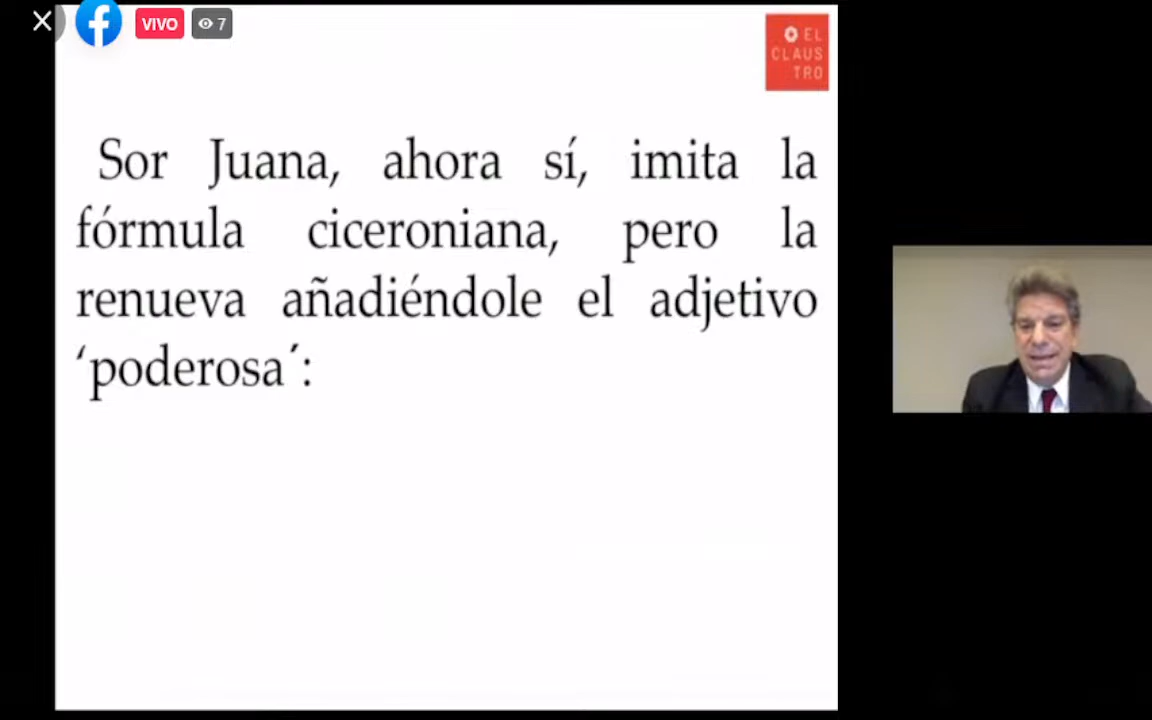 VIVO
7
EL
CLAUS
TRO
Sor Juana, ahora sí, imita la
fórmula ciceroniana, pero la
renueva añadiéndole el adjetivo
‘poderosa´: